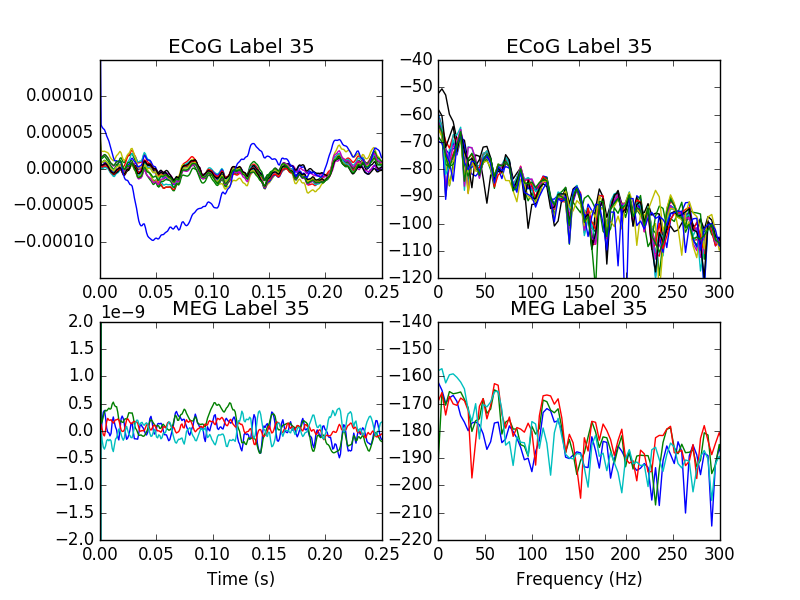 ECoG Label 35
0.00010
0.00005
0.00000
−0.00005
−0.00010
0.00 0.05 0.10 0.15 0.20 0.25
ECoG Label 35
−40
−50
−60
−70
−80
−90
−100
−110
−120
0 50 100 150 200 250 300
MEG Label 35
1e−9
2.0
1.5
1.0
0.5
0.0
−0.5
−1.0
−1.5
−2.0
0.00 0.05 0.10 0.15 0.20 0.25
Time (s)
MEG Label 35
−140
−150
−160
−170
−180
−190
−200
−210
−220
0 50 100 150 200 250 300
Frequency (Hz)